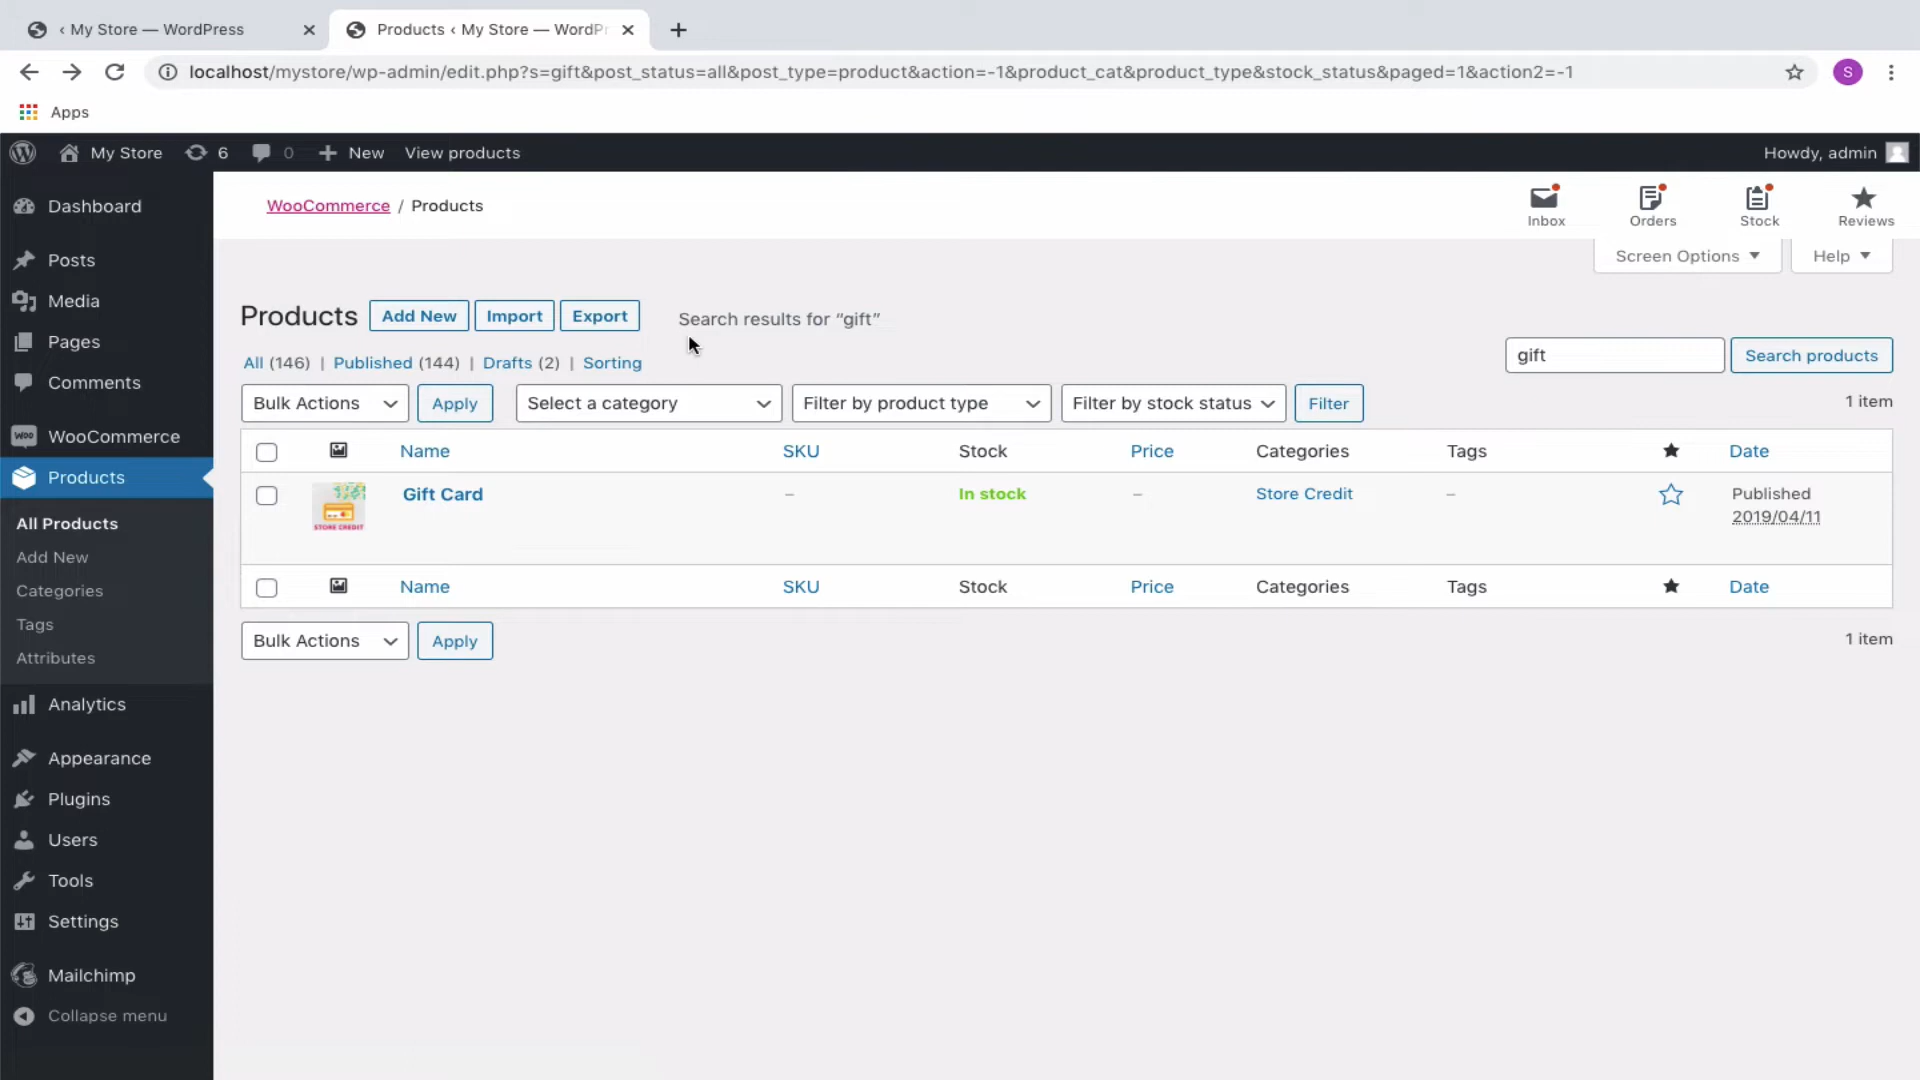 ‹ My Store — WordPress
Products ‹ My Store — WordPr
localhost/mystore/wp-admin/edit.php?s=gift&post_status=all&post_type=product&action=-1&product_cat&product_type&stock_status&paged=1&action2=-1
S
Apps
My Store 6 0 New View products Howdy, admin
WooCommerce / Products
Inbox Orders Stock Reviews
Screen Options Help
Dashboard
Posts
Media
Pages
Comments
WOO WooCommerce
Products
All Products
Add New
Categories
Tags
Attributes
Analytics
Appearance
Plugins
Users
Tools
Settings
Mailchimp
Collapse menu
Products Add New Import Export Search results for “gift”
All (146) | Published (144) | Drafts (2) | Sorting
gift Search products
Bulk Actions Apply Select a category Filter by product type Filter by stock status Filter 1 item
Name SKU Stock Price Categories Tags Date
STORE CREDIT
Gift Card – In stock – Store Credit – Published
2019/04/11
Name SKU Stock Price Categories Tags Date
Bulk Actions Apply 1 item